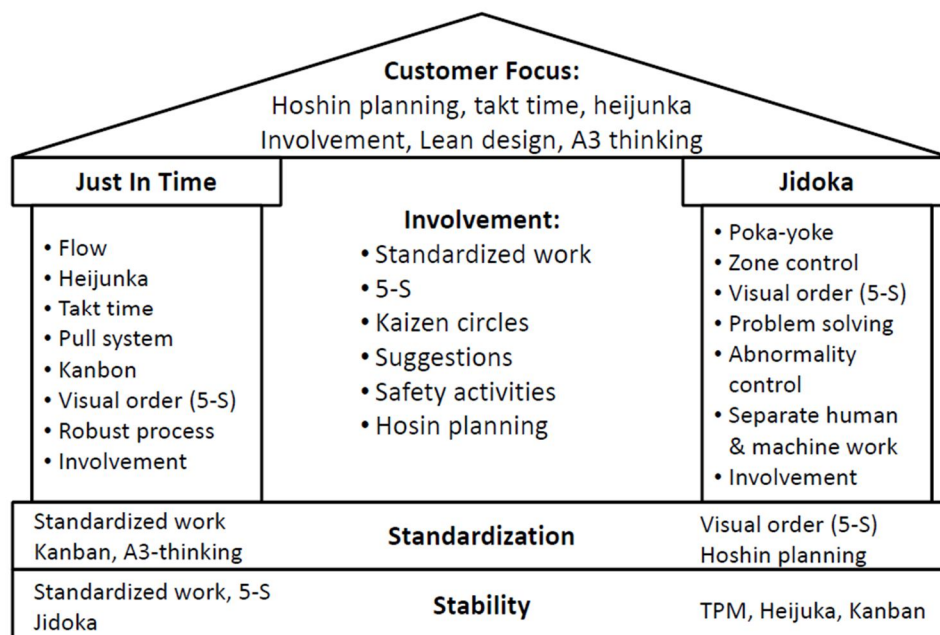 Customer Focus:
Hoshin planning, takt time, heijunka
Involvement, Lean design, A3 thinking
Just In Time
• Flow
• Heijunka
• Takt time
• Pull system
• Kanbon
• Visual order (5-S)
• Robust process
• Involvement
Involvement:
• Standardized work
• 5-S
• Kaizen circles
• Suggestions
• Safety activities
• Hosin planning
Jidoka
• Poka-yoke
• Zone control
• Visual order (5-S)
• Problem solving
• Abnormality
control
• Separate human
& machine work
• Involvement
Standardized work
Kanban, A3-thinking
Standardization
Visual order (5-S)
Hoshin planning
Standardized work, 5-S
Jidoka
Stability
TPM, Heijuka, Kanban